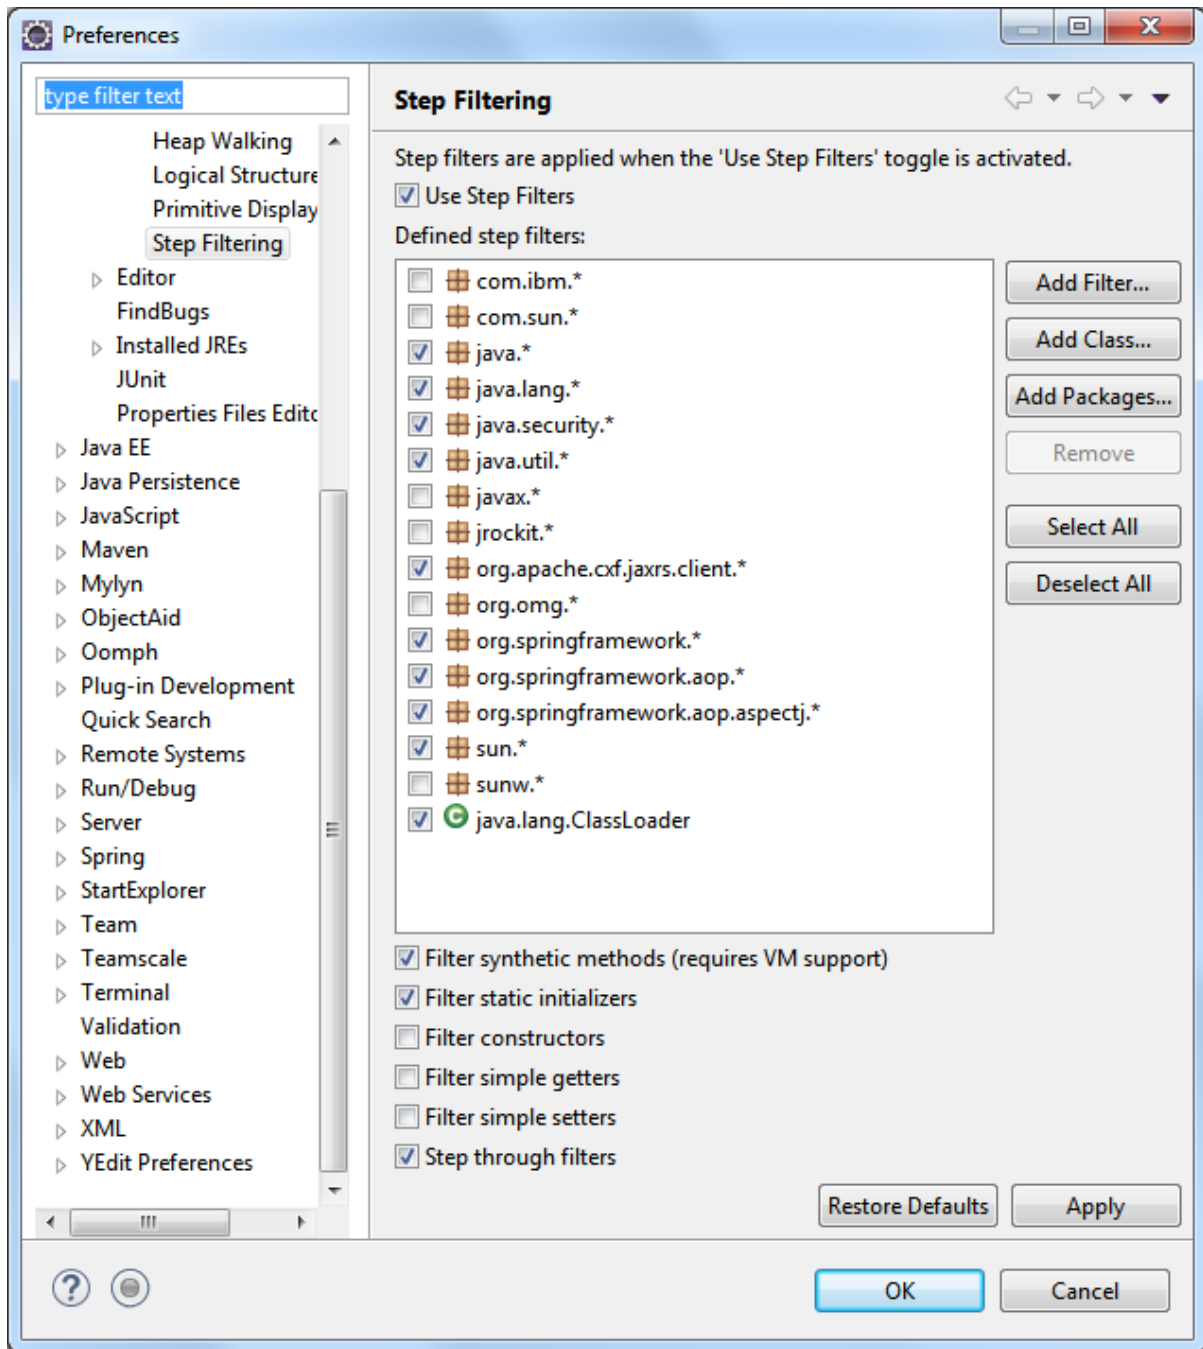 Preferences
type filter text
Heap Walking
Logical Structure
Primitive Display
Step Filtering
Editor
FindBugs
Installed JREs
JUnit
Properties Files Edito
Java EE
Java Persistence
JavaScript
Maven
Mylyn
ObjectAid
Oomph
Plug-in Development
Quick Search
Remote Systems
Run/Debug
Server
Spring
StartExplorer
Team
Teamscale
Terminal
Validation
Web
Web Services
XML
YEdit Preferences
Step Filtering
Step filters are applied when the 'Use Step Filters' toggle is activated.
Use Step Filters
Defined step filters:
com.ibm.*
com.sun.*
java.*
java.lang.*
java.security.*
java.util.*
javax.*
jrockit.*
org.apache.cxf.jaxrs.client.*
org.omg.*
org.springframework.*
org.springframework.aop.*
org.springframework.aop.aspectj.*
sun.*
sunw.*
java.lang.ClassLoader
Add Filter...
Add Class...
Add Packages...
Remove
Select All
Deselect All
Filter synthetic methods (requires VM support)
Filter static initializers
Filter constructors
Filter simple getters
Filter simple setters
Step through filters
Restore Defaults
Apply
OK
Cancel